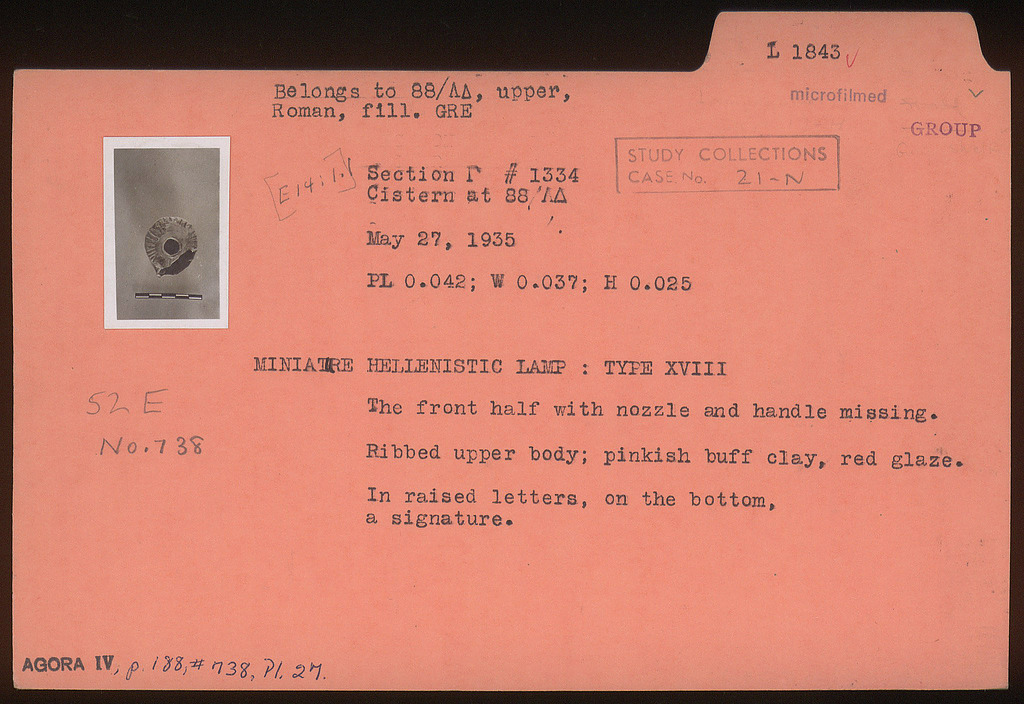 L 1843 ✓
microfilmed ✓
GROUP
Belongs to 88/ΛΔ, upper,
Roman, fill. GRE
STUDY COLLECTIONS
CASE No. 21-N
[E14:1.]
Section Γ # 1334
Cistern at 88/ΛΔ
May 27, 1935
PL 0.042; W 0.037; H 0.025
MINIATURE HELLENISTIC LAMP : TYPE XVIII
52 E
The front half with nozzle and handle missing.
No. 738
Ribbed upper body; pinkish buff clay, red glaze.
In raised letters, on the bottom,
a signature.
AGORA IV, p. 188, # 738, Pl. 27.